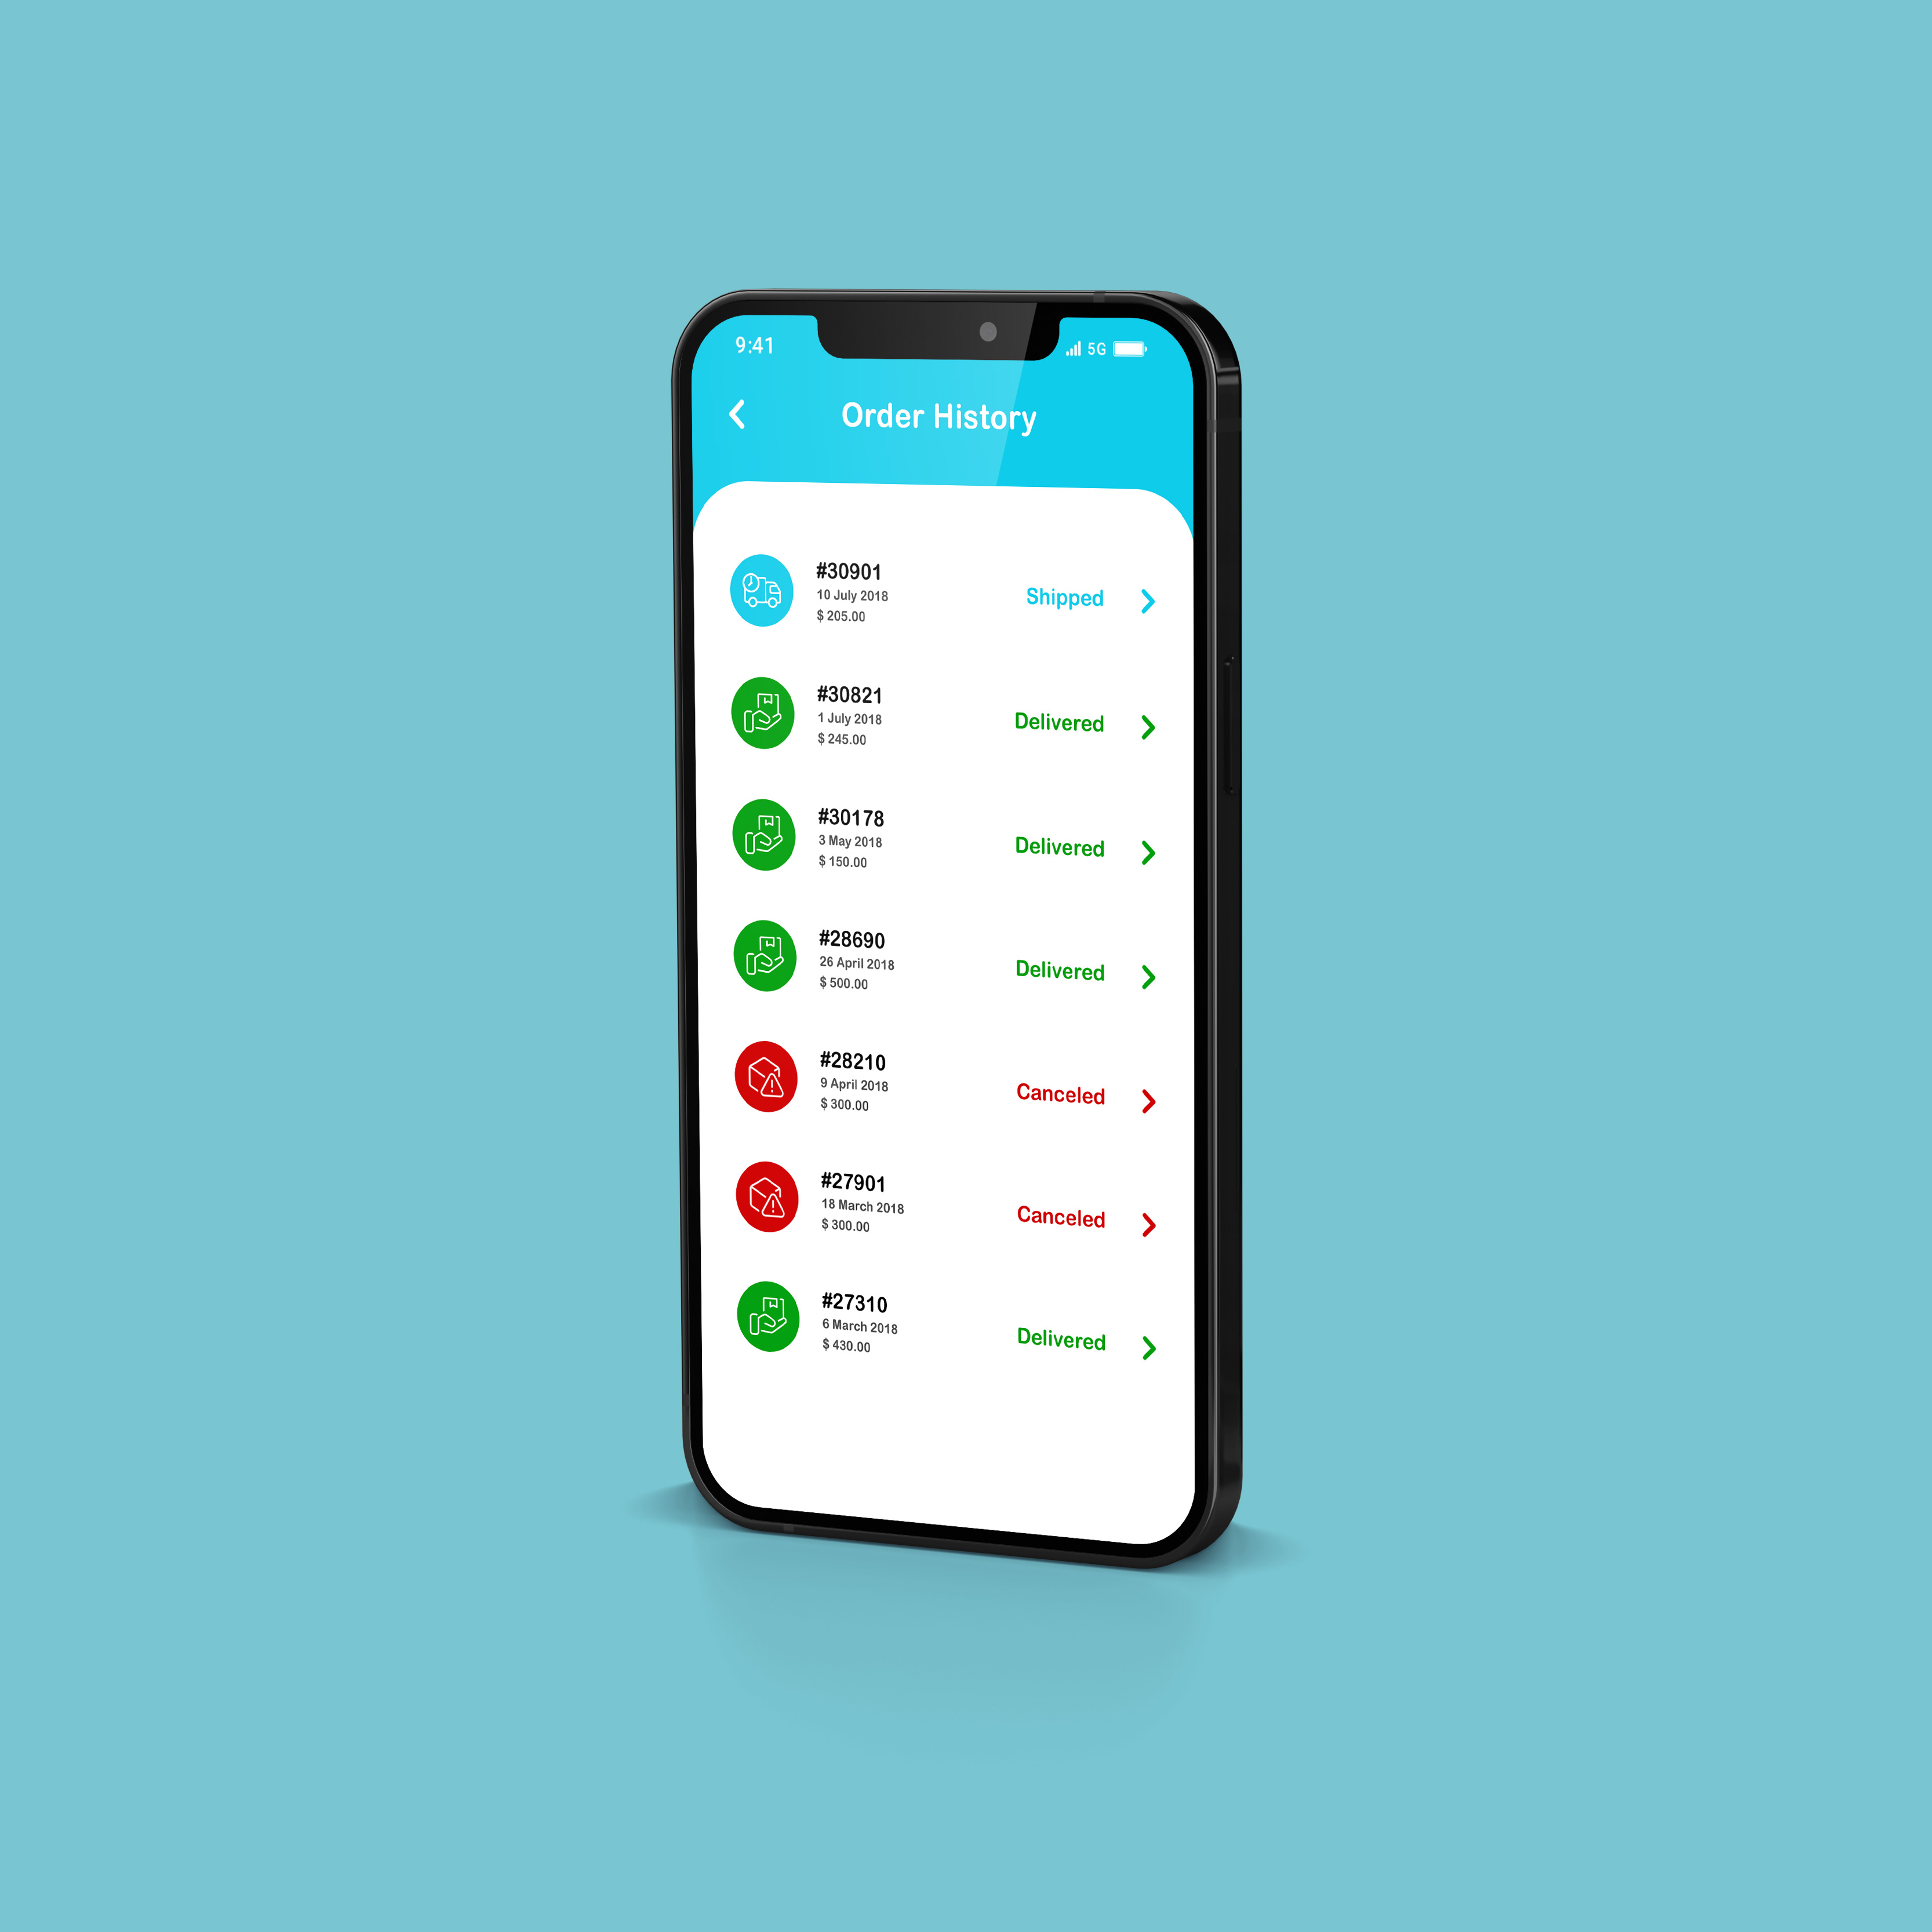 9:41
5G
Order History
#30901
10 July 2018
$ 205.00
Shipped
#30821
1 July 2018
$ 245.00
Delivered
#30178
3 May 2018
$ 150.00
Delivered
#28690
26 April 2018
$ 500.00
Delivered
#28210
9 April 2018
$ 300.00
Canceled
#27901
18 March 2018
$ 300.00
Canceled
#27310
6 March 2018
$ 430.00
Delivered